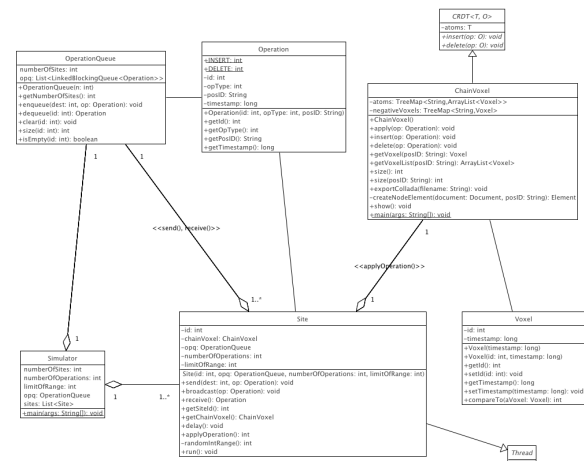 CRDT<T, O>
-atoms: T
+insert(op: O): void
+delete(op: O): void
OperationQueue
numberOfSites: int
opq: List<LinkedBlockingQueue<Operation>>
+OperationQueue(n: int)
+getNumberOfSites(): int
+enqueue(dest: int, op: Operation): void
+dequeue(id: int): Operation
+clear(id: int): void
+size(id: int): int
+isEmpty(id: int): boolean
Operation
+INSERT: int
+DELETE: int
-id: int
-opType: int
-posID: String
-timestamp: long
+Operation(id: int, opType: int, posID: String)
+getId(): int
+getOpType(): int
+getPosID(): String
+getTimestamp(): long
ChainVoxel
-atoms: TreeMap<String,ArrayList<Voxel>>
-negativeVoxels: TreeMap<String,Voxel>
+ChainVoxel()
+apply(op: Operation): void
+insert(op: Operation): void
+delete(op: Operation): void
+getVoxel(posID: String): Voxel
+getVoxelList(posID: String): ArrayList<Voxel>
+size(): int
+size(posID: String): int
+exportCollada(filename: String): void
-createNodeElement(document: Document, posID: String): Element
+show(): void
+main(args: String[]): void
1
1
1
<<send(), receive()>>
<<applyOperation()>>
1..*
1
Site
-id: int
-chainVoxel: ChainVoxel
-opq: OperationQueue
-numberOfOperations: int
-limitOfRange: int
Site(id: int, opq: OperationQueue, numberOfOperations: int, limitOfRange: int)
+send(dest: int, op: Operation): void
+broadcast(op: Operation): void
+receive(): Operation
+getSiteId(): int
+getChainVoxel(): ChainVoxel
+delay(): void
+applyOperation(): int
-randomIntRange(): int
+run(): void
Voxel
-id: int
-timestamp: long
+Voxel(timestamp: long)
+Voxel(id: int, timestamp: long)
+getId(): int
+setId(id: int): void
+getTimestamp(): long
+setTimestamp(timestamp: long): void
+compareTo(aVoxel: Voxel): int
1
Simulator
numberOfSites: int
numberOfOperations: int
limitOfRange: int
opq: OperationQueue
sites: List<Site>
+main(args: String[]): void
1
1..*
Thread